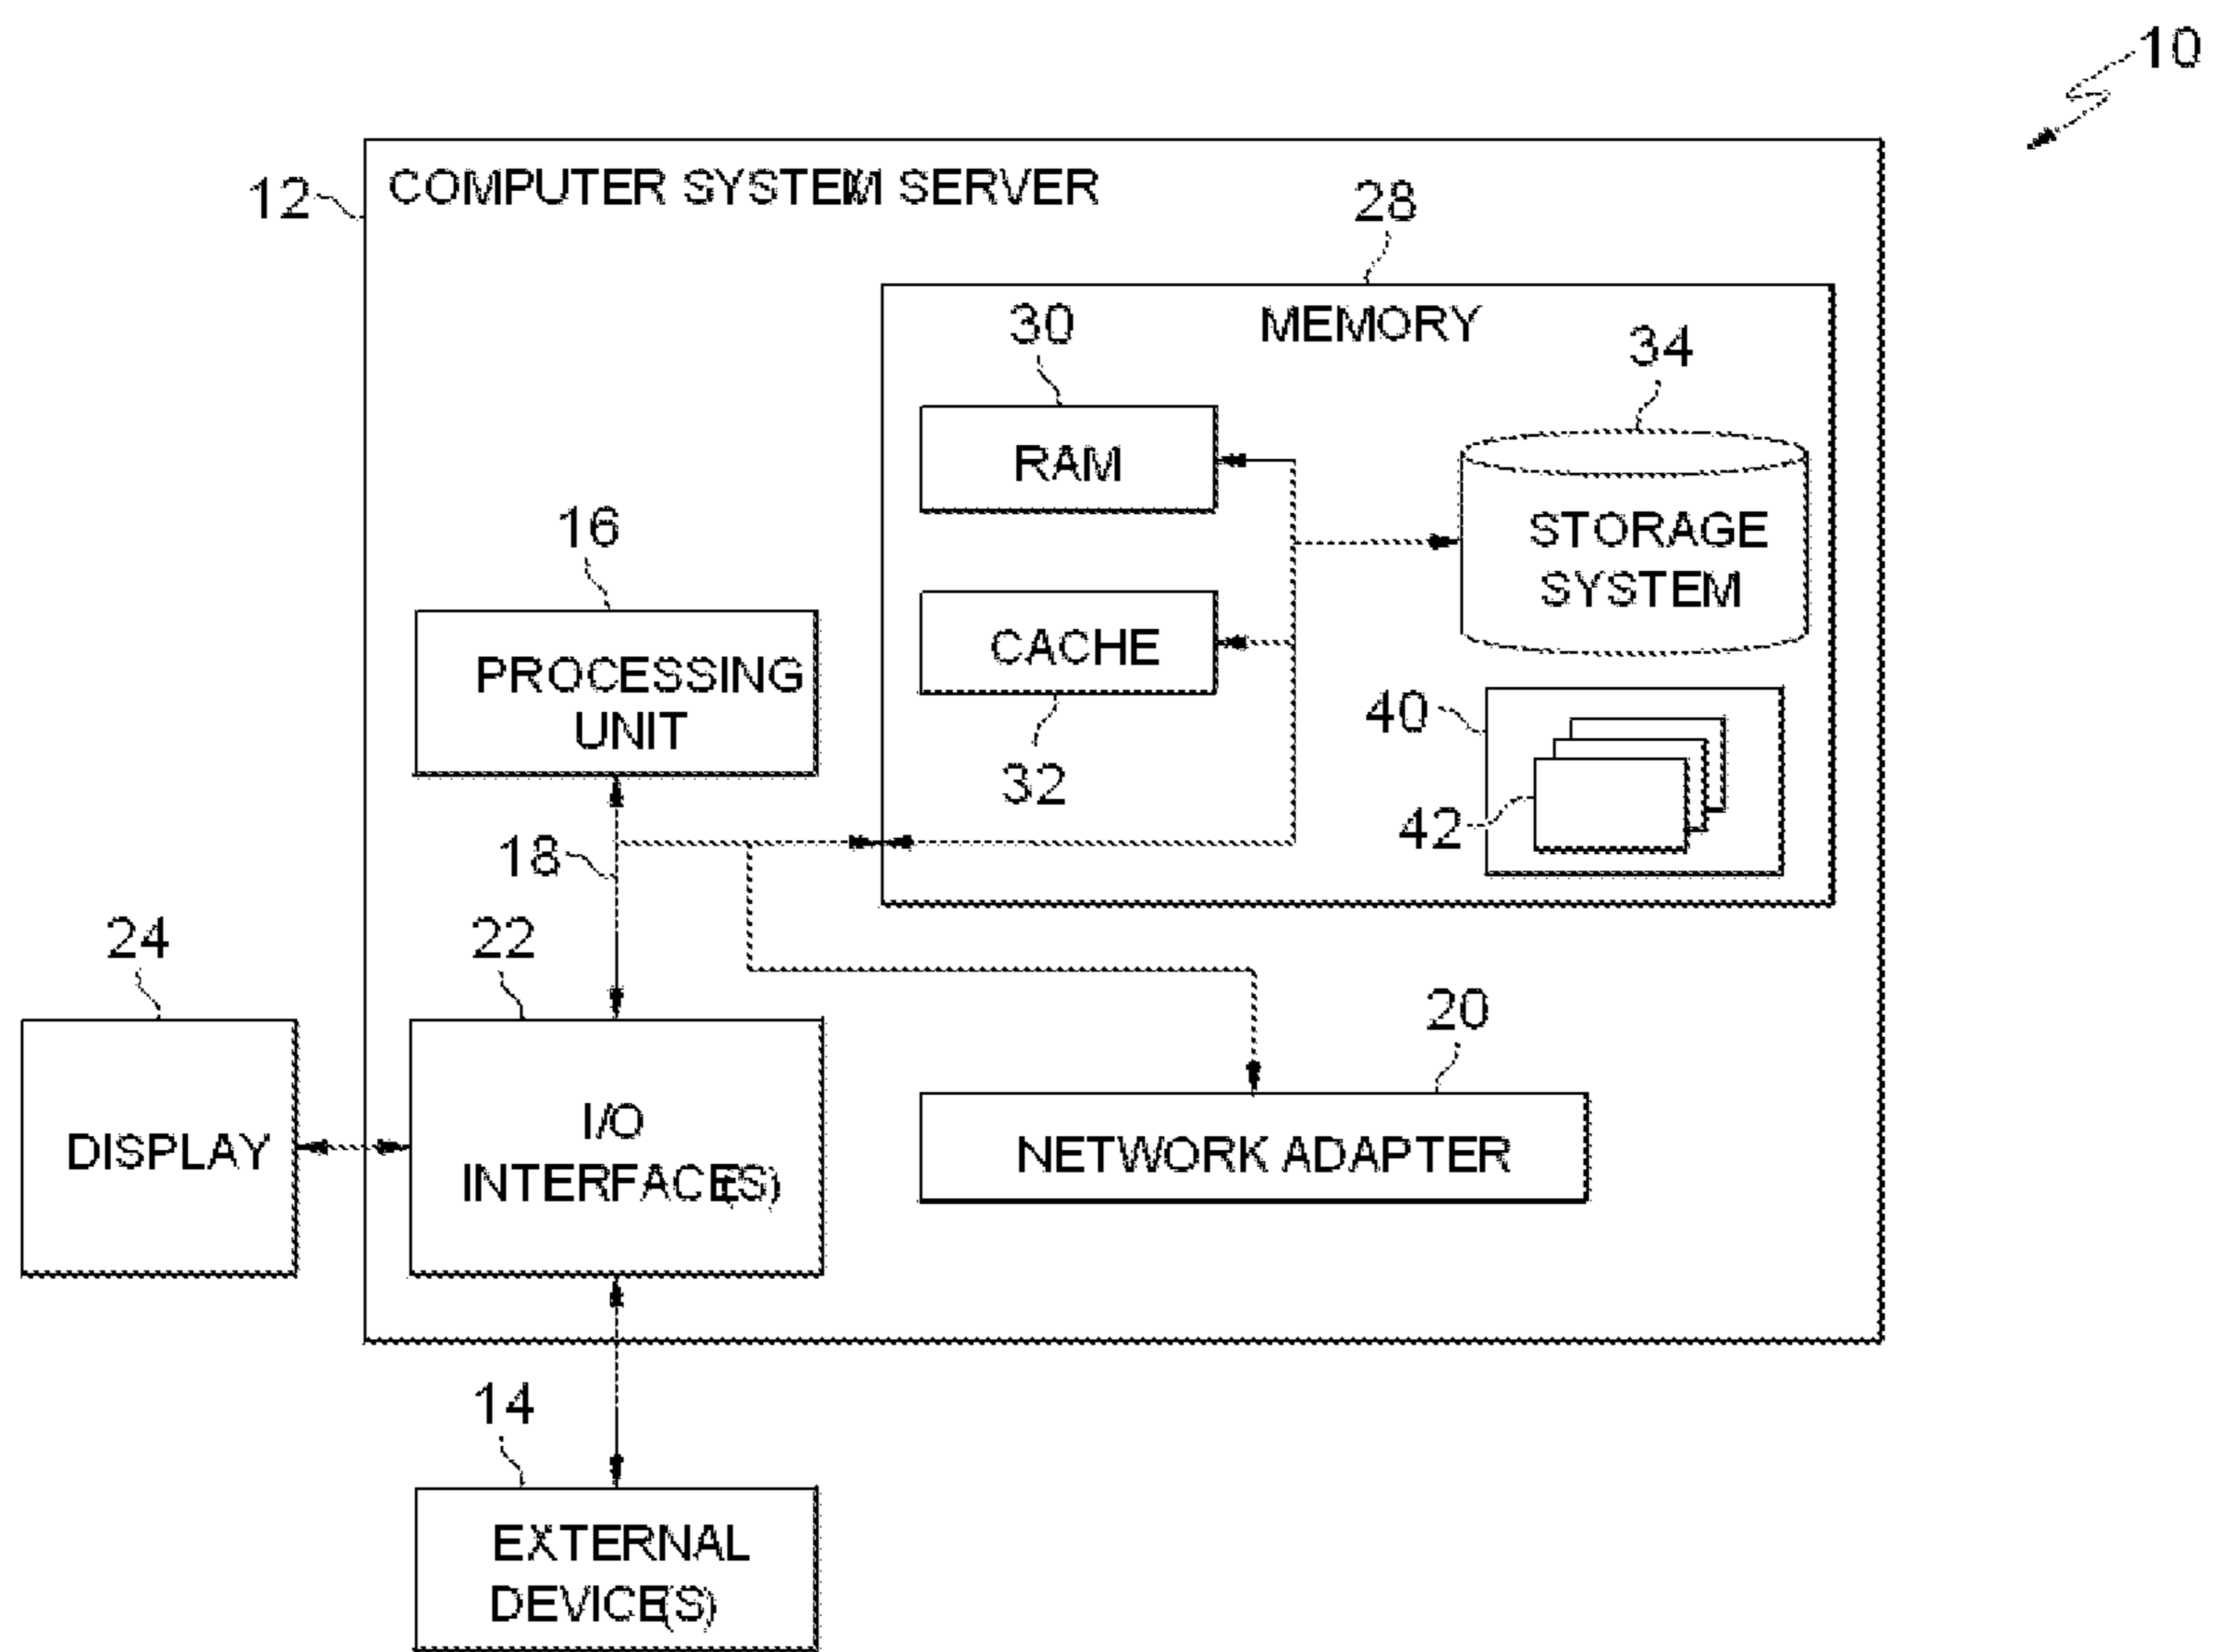 10
12
COMPUTER SYSTEM SERVER
28
MEMORY
30
34
RAM
STORAGE
SYSTEM
16
PROCESSING
UNIT
CACHE
32
40
42
18
24
22
20
DISPLAY
I/O
INTERFACE(S)
NETWORK ADAPTER
14
EXTERNAL
DEVICE(S)